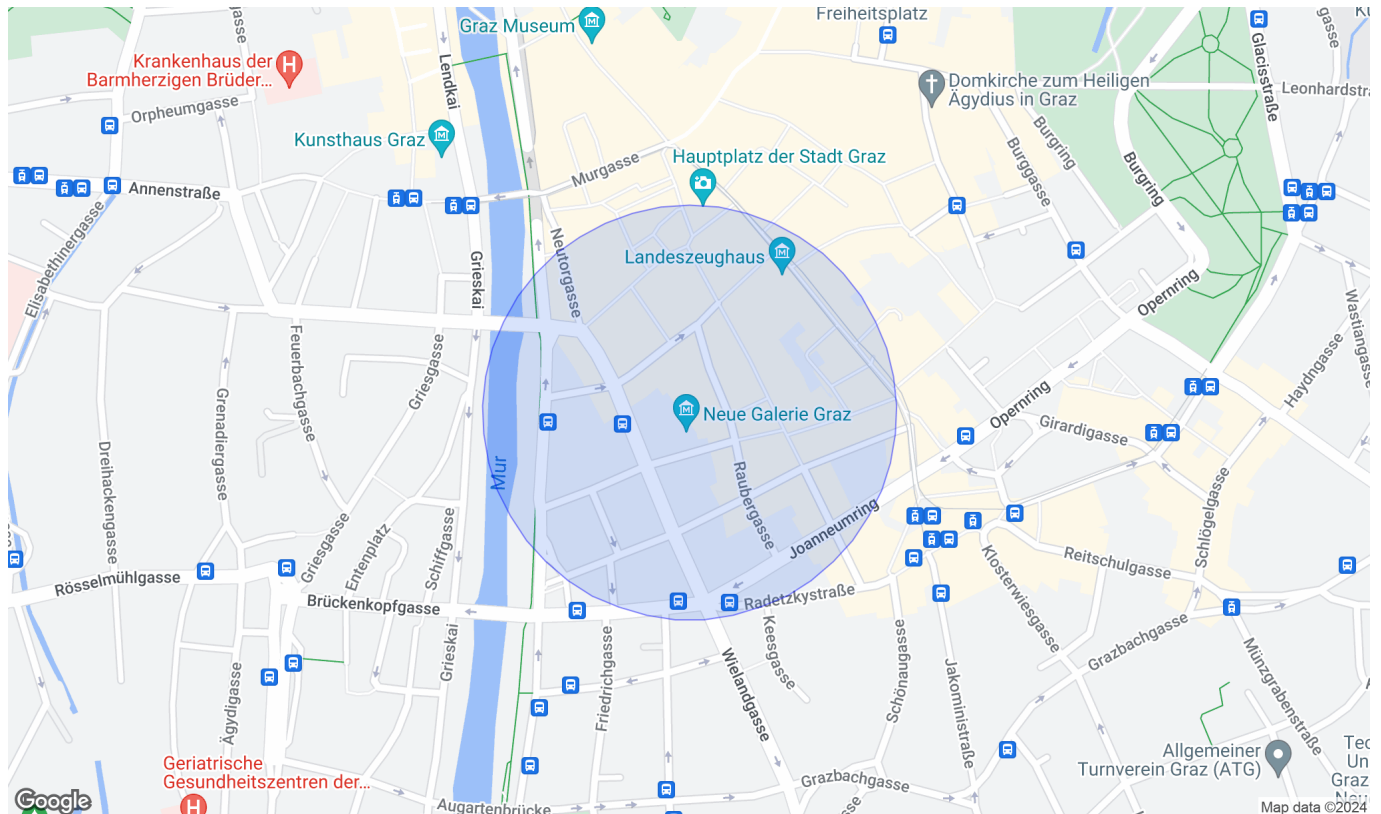 Graz Museum
Freiheitsplatz
Krankenhaus der
Barmherzigen Brüder...
Lendkai
Orpheumgasse
Kunsthaus Graz
Domkirche zum Heiligen
Ägydius in Graz
Glacisstraße
gasse
Leonhardstr
Burgring
Burggasse
Burgring
Murgasse
Hauptplatz der Stadt Graz
Annenstraße
Elisabethinergasse
Grieskai
Neutorgasse
Landeszeughaus
Opernring
Wastiangasse
Feuerbachgasse
Griesgasse
Grenadiergasse
Haydngasse
Opernring
Girardigasse
Neue Galerie Graz
Dreihackengasse
Mur
Raubergasse
Joanneumring
Schlögelgasse
Griesgasse
Entenplatz
Schiffgasse
Rösselmühlgasse
Brückenkopfgasse
Radetzkystraße
Klosterwiesgasse
Reitschulgasse
Grieskai
Friedrichgasse
Keesgasse
Wielandgasse
Schönaugasse
Jakoministraße
Grazbachgasse
Münzgrabenstraße
Ägydigasse
Geriatrische
Gesundheitszentren der...
Allgemeiner
Turnverein Graz (ATG)
Grazbachgasse
Augartenbrücke
Google
Map data ©2024